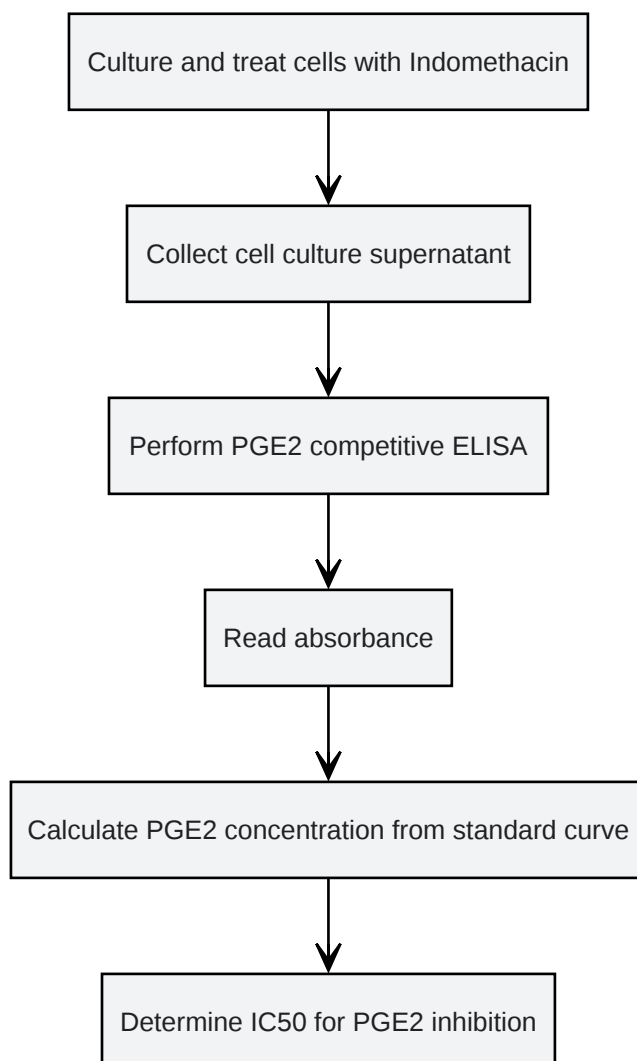 Culture and treat cells with Indomethacin
Collect cell culture supernatant
Perform PGE2 competitive ELISA
Read absorbance
Calculate PGE2 concentration from standard curve
Determine IC50 for PGE2 inhibition